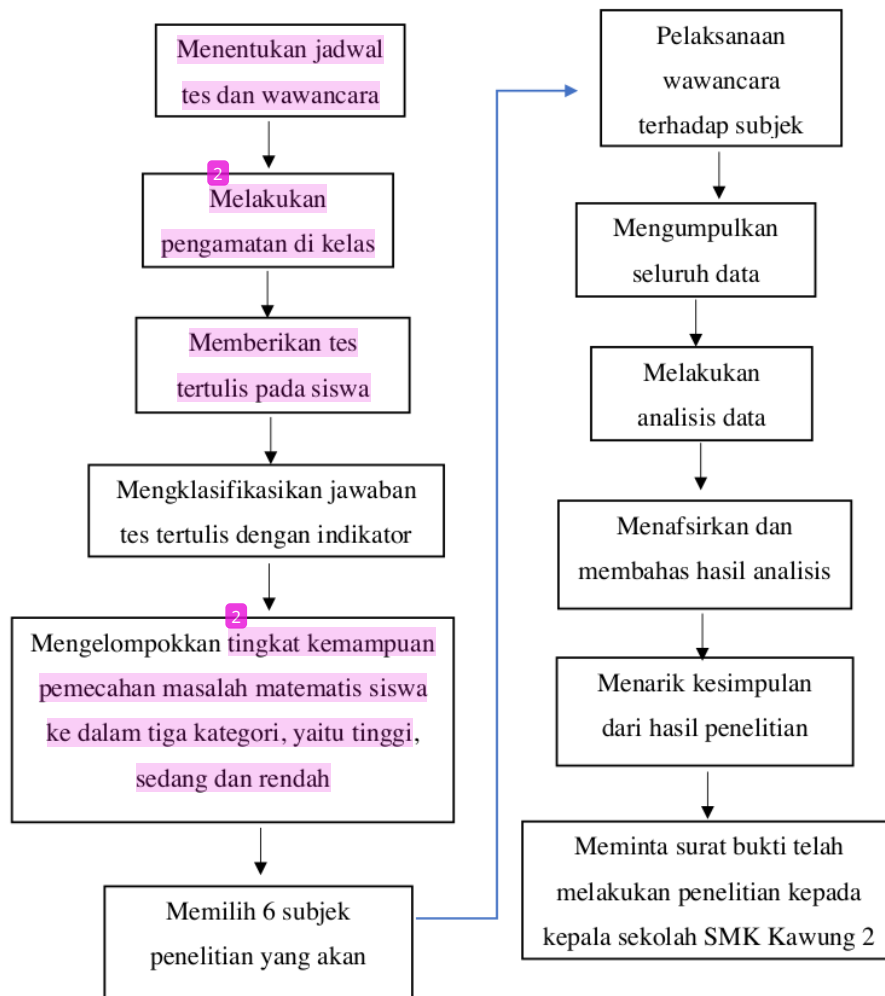 Menentukan jadwal
tes dan wawancara
2
Melakukan
pengamatan di kelas
Memberikan tes
tertulis pada siswa
Mengklasifikasikan jawaban
tes tertulis dengan indikator
2
Mengelompokkan tingkat kemampuan
pemecahan masalah matematis siswa
ke dalam tiga kategori, yaitu tinggi,
sedang dan rendah
Memilih 6 subjek
penelitian yang akan
Pelaksanaan
wawancara
terhadap subjek
Mengumpulkan
seluruh data
Melakukan
analisis data
Menafsirkan dan
membahas hasil analisis
Menarik kesimpulan
dari hasil penelitian
Meminta surat bukti telah
melakukan penelitian kepada
kepala sekolah SMK Kawung 2